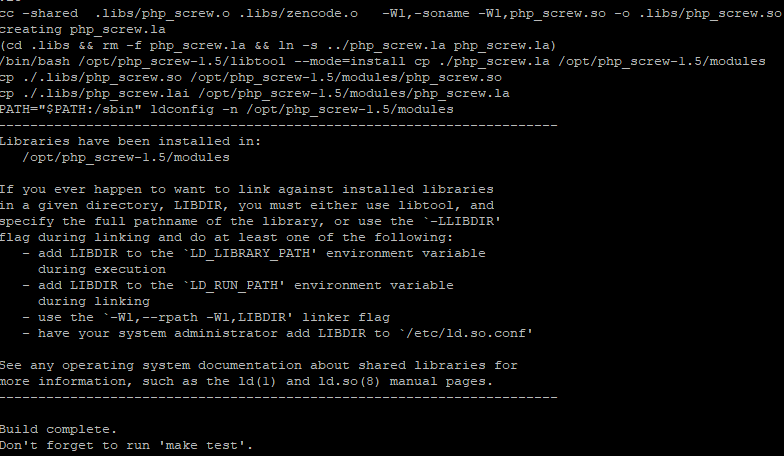 cc -shared  .libs/php_screw.o .libs/zencode.o   -Wl,-soname -Wl,php_screw.so -o .libs/php_screw.so
creating php_screw.la
(cd .libs && rm -f php_screw.la && ln -s ../php_screw.la php_screw.la)
/bin/bash /opt/php_screw-1.5/libtool --mode=install cp ./php_screw.la /opt/php_screw-1.5/modules
cp ./.libs/php_screw.so /opt/php_screw-1.5/modules/php_screw.so
cp ./.libs/php_screw.lai /opt/php_screw-1.5/modules/php_screw.la
PATH="$PATH:/sbin" ldconfig -n /opt/php_screw-1.5/modules
----------------------------------------------------------------------
Libraries have been installed in:
   /opt/php_screw-1.5/modules

If you ever happen to want to link against installed libraries
in a given directory, LIBDIR, you must either use libtool, and
specify the full pathname of the library, or use the `-LLIBDIR'
flag during linking and do at least one of the following:
   - add LIBDIR to the `LD_LIBRARY_PATH' environment variable
     during execution
   - add LIBDIR to the `LD_RUN_PATH' environment variable
     during linking
   - use the `-Wl,--rpath -Wl,LIBDIR' linker flag
   - have your system administrator add LIBDIR to `/etc/ld.so.conf'

See any operating system documentation about shared libraries for
more information, such as the ld(1) and ld.so(8) manual pages.
----------------------------------------------------------------------

Build complete.
Don't forget to run 'make test'.